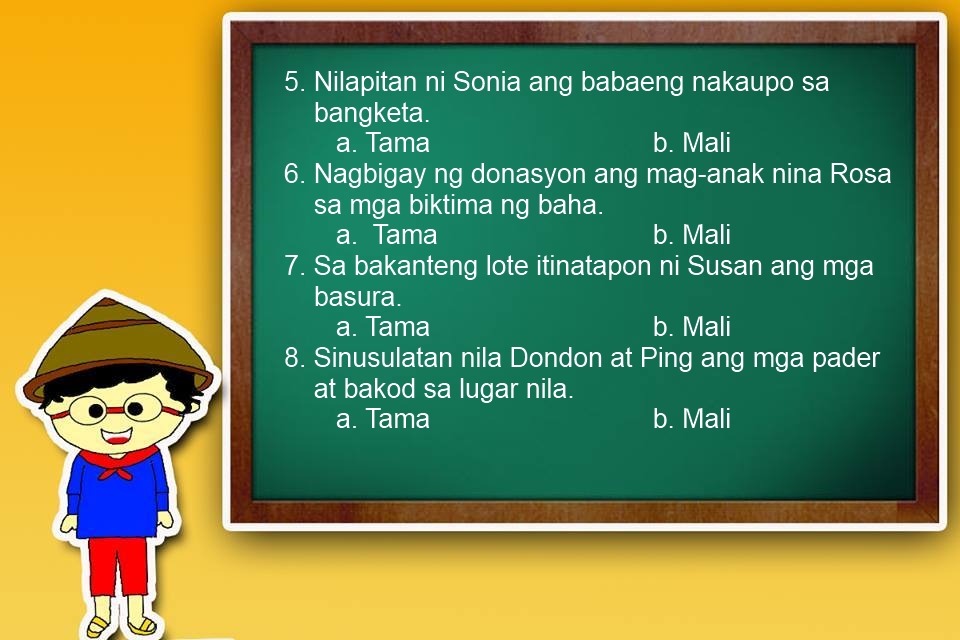 5. Nilapitan ni Sonia ang babaeng nakaupo sa
bangketa.
a. Tama b. Mali
6. Nagbigay ng donasyon ang mag-anak nina Rosa
sa mga biktima ng baha.
a. Tama b. Mali
7. Sa bakanteng lote itinatapon ni Susan ang mga
basura.
a. Tama b. Mali
8. Sinusulatan nila Dondon at Ping ang mga pader
at bakod sa lugar nila.
a. Tama b. Mali